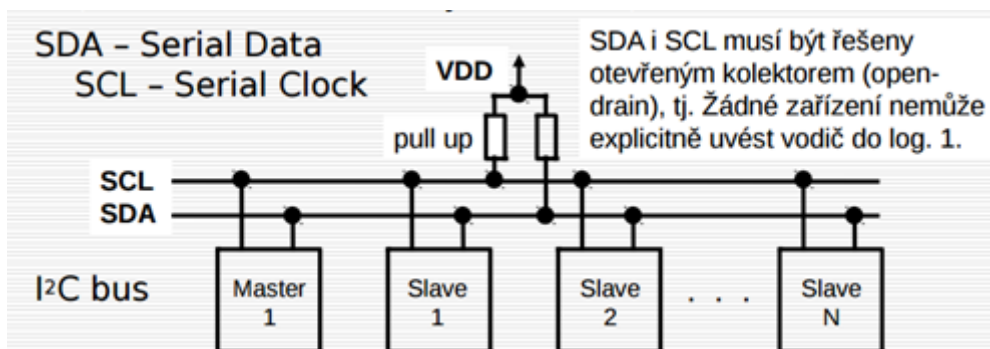 SDA – Serial Data
SCL – Serial Clock
VDD
SDA i SCL musí být řešeny
otevřeným kolektorem (open-
drain), tj. Žádné zařízení nemůže
explicitně uvést vodič do log. 1.
pull up
SCL
SDA
I²C bus
Master
1
Slave
1
Slave
2
. . .
Slave
N